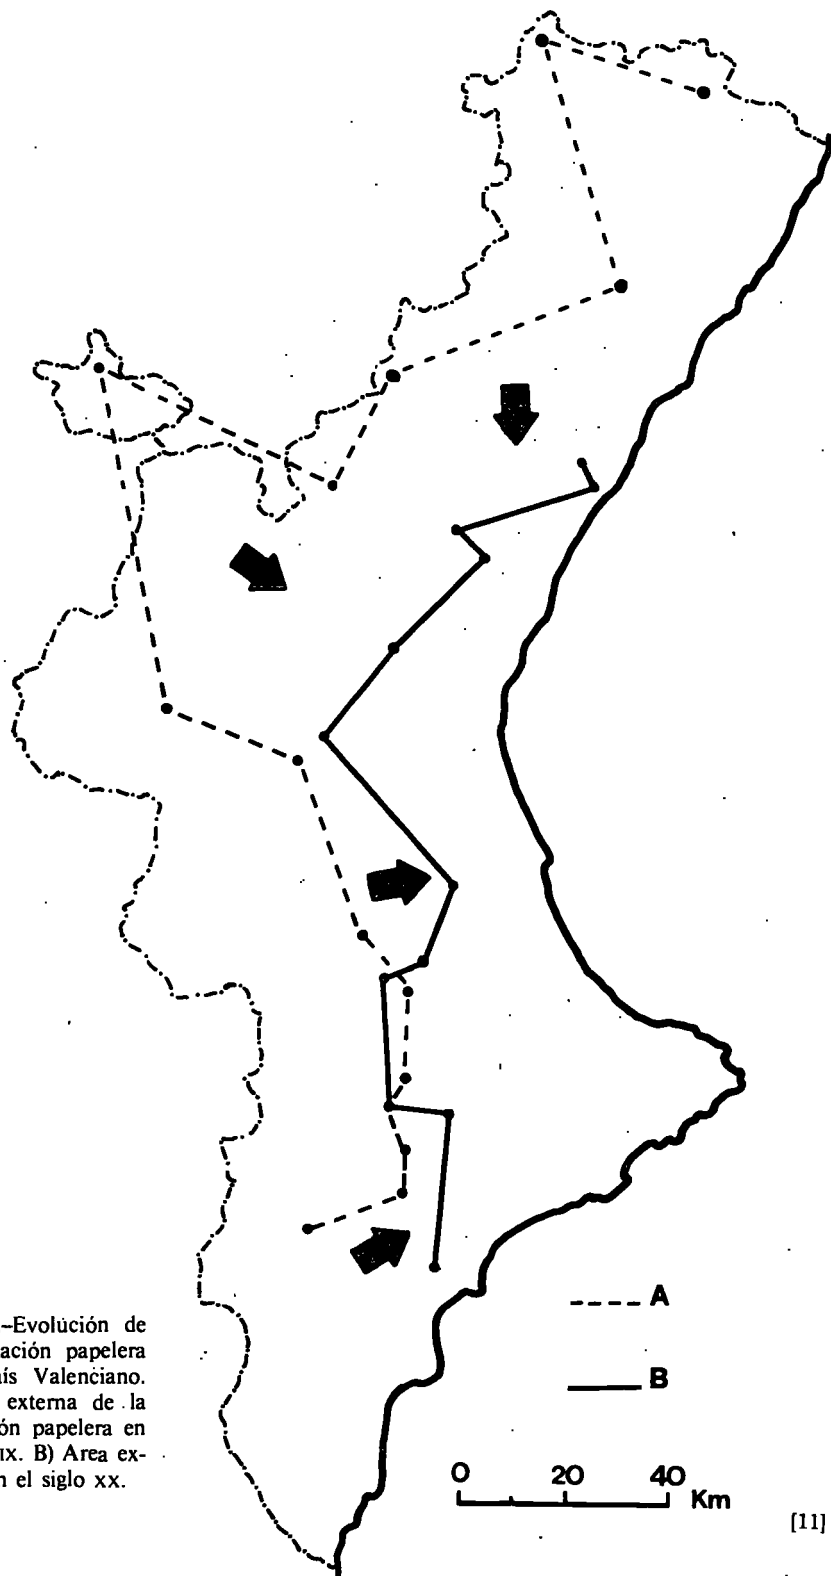 A
B
–Evolución de
ación papelera
aís Valenciano.
externa de la
ón papelera en
IX. B) Area ex-
n el siglo XX.
0 20 40
Km
[11]